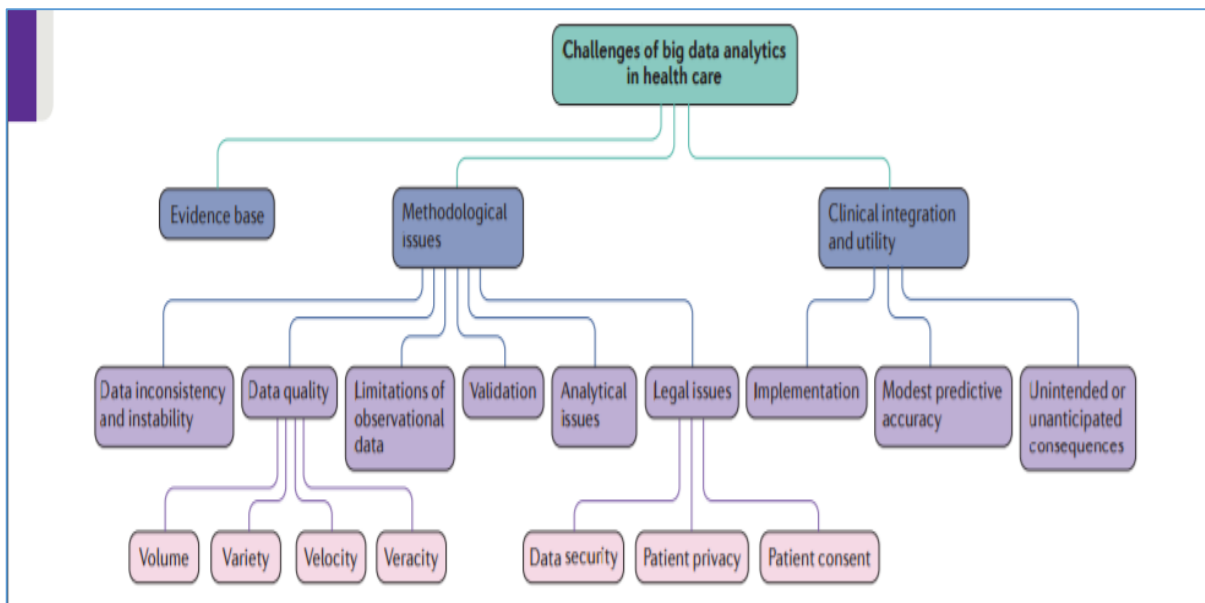 Challenges of big data analytics
in health care
Evidence base
Methodological
issues
Clinical integration
and utility
Data inconsistency
and instability
Data quality
Limitations of
observational
data
Validation
Analytical
issues
Legal issues
Implementation
Modest predictive
accuracy
Unintended or
unanticipated
consequences
Volume
Variety
Velocity
Veracity
Data security
Patient privacy
Patient consent